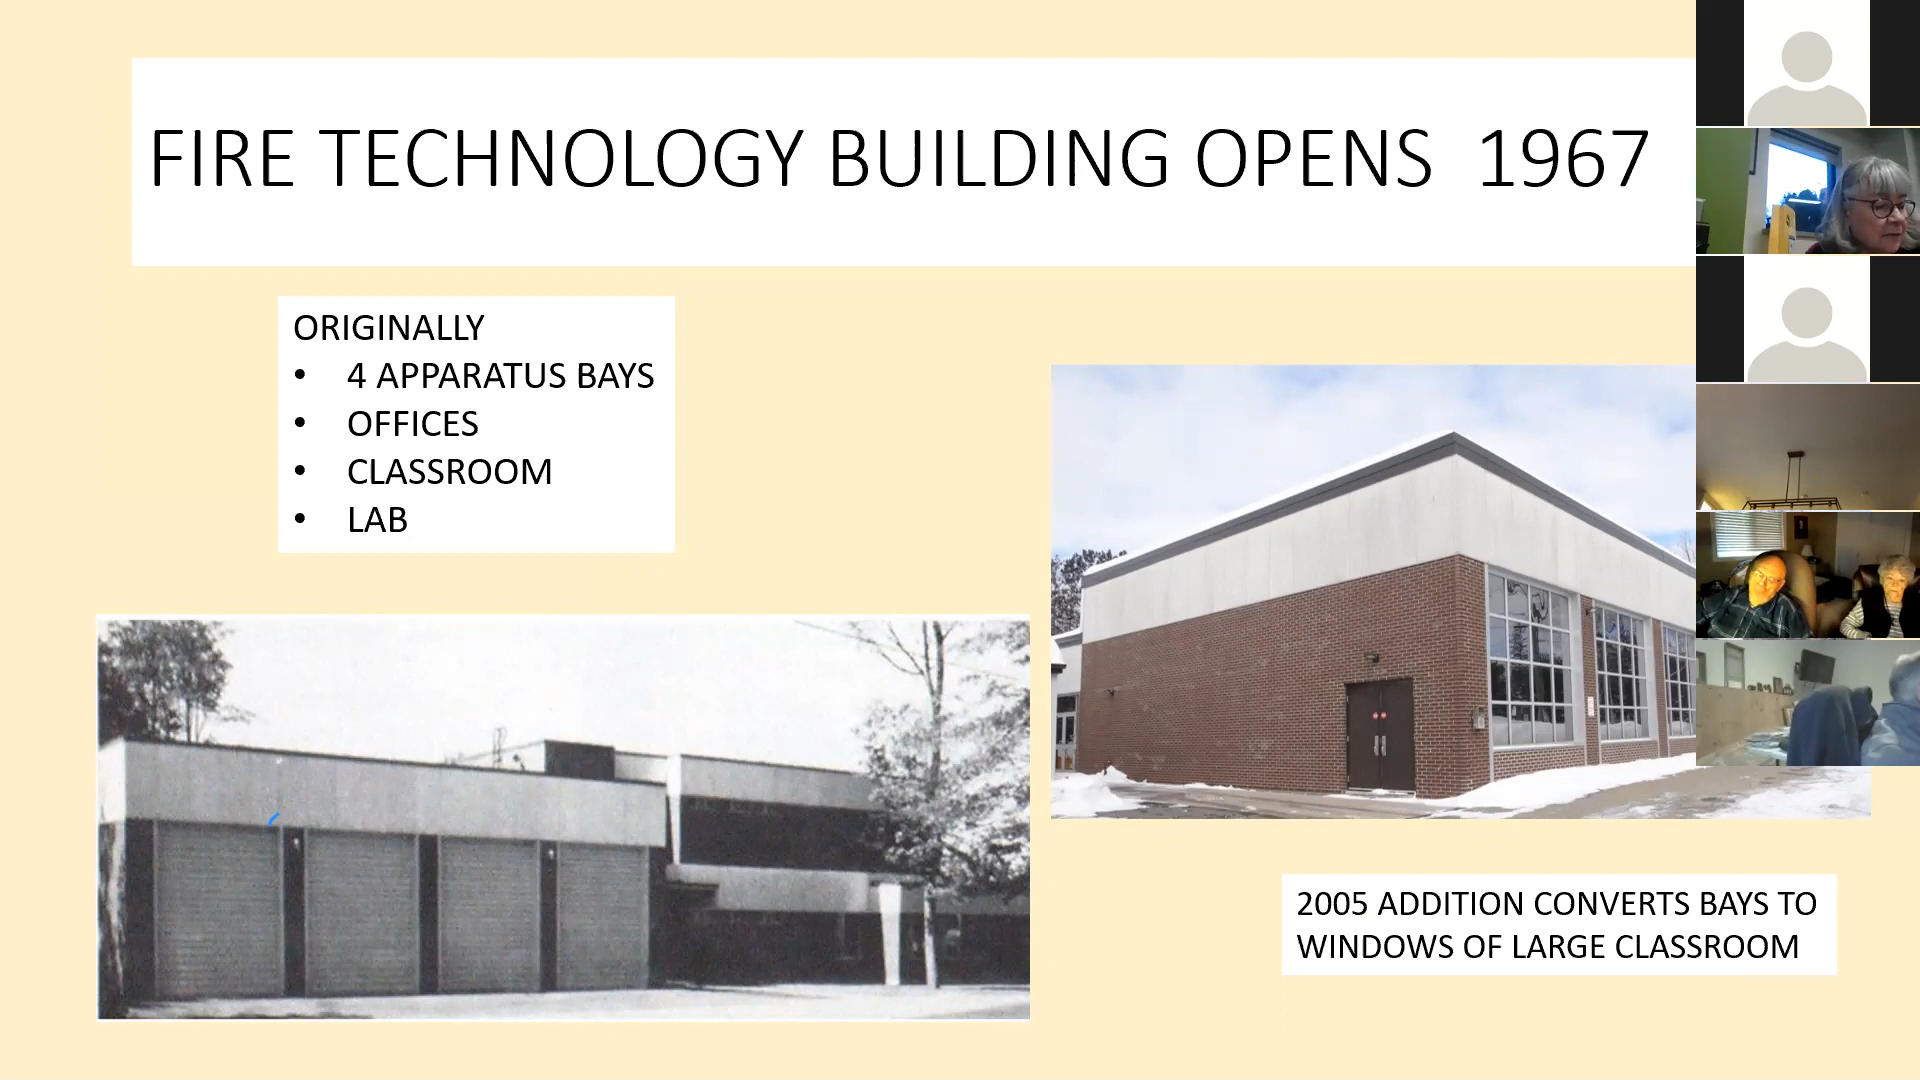 FIRE TECHNOLOGY BUILDING OPENS 1967
ORIGINALLY
• 4 APPARATUS BAYS
• OFFICES
• CLASSROOM
• LAB
2005 ADDITION CONVERTS BAYS TO
WINDOWS OF LARGE CLASSROOM